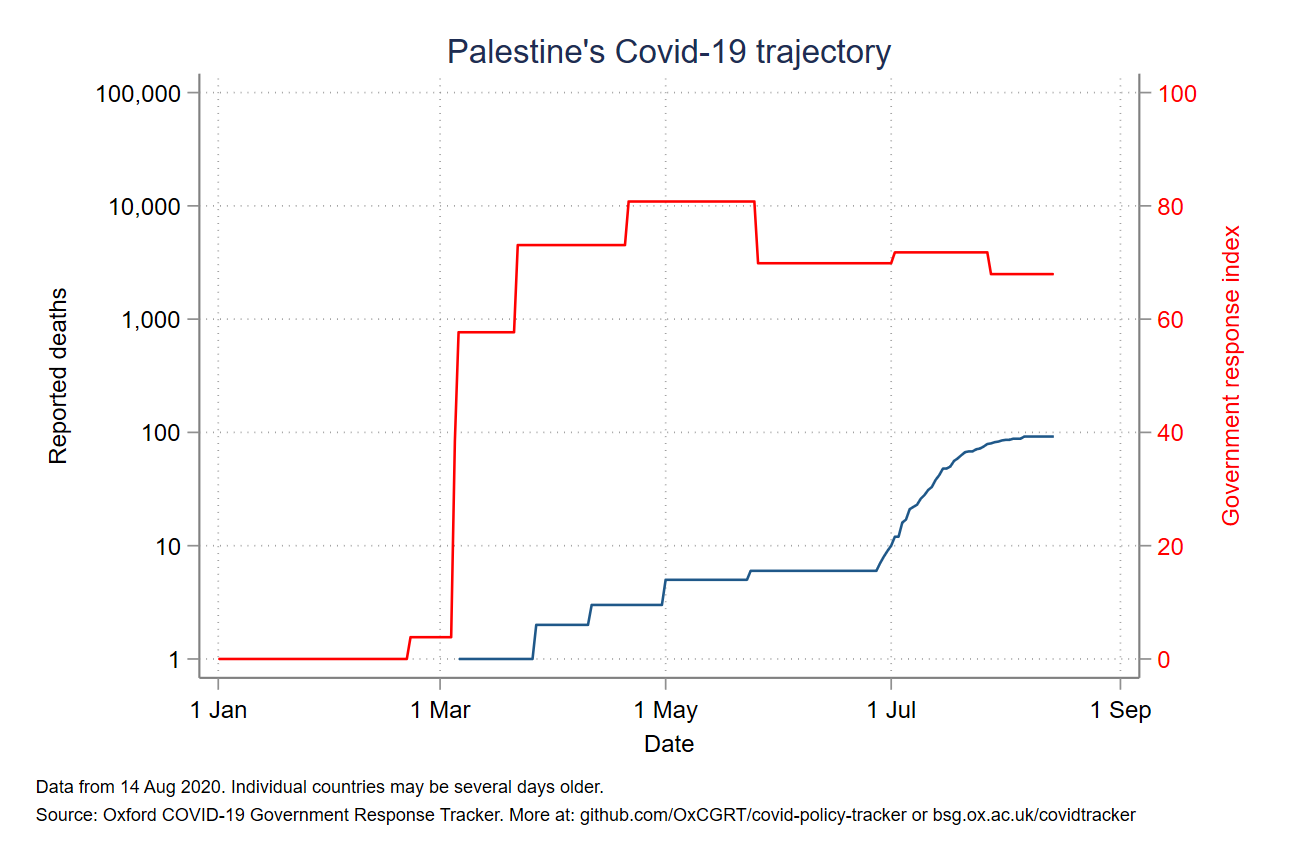 Palestine's Covid-19 trajectory
100,000
10,000
1,000
100
10
1
Reported deaths
100
80
60
40
20
0
Government response index
1 Jan
1 Mar
1 May
1 Jul
1 Sep
Date
Data from 14 Aug 2020. Individual countries may be several days older.
Source: Oxford COVID-19 Government Response Tracker. More at: github.com/OxCGRT/covid-policy-tracker or bsg.ox.ac.uk/covidtracker